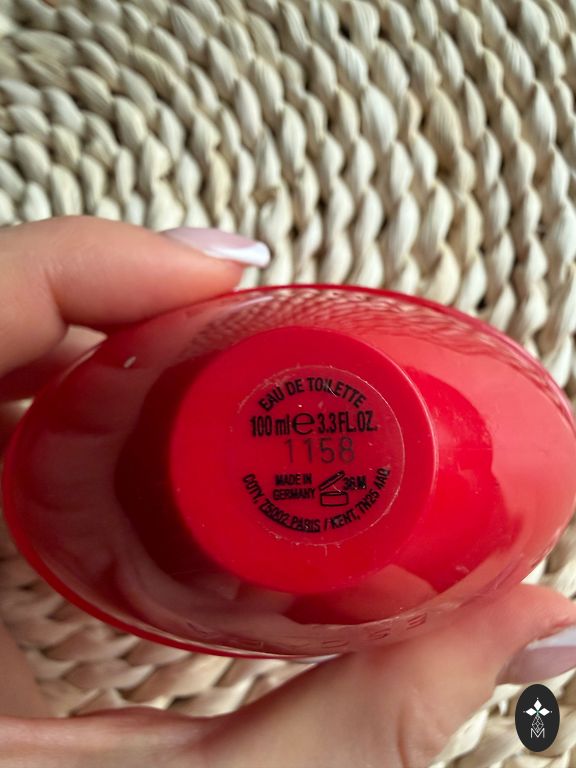 EAU DE TOILETTE
100 ml e 3.3 FL.OZ.
1158
MADE IN
GERMANY
36 M
COTY, 75002 PARIS / KENT, TN25 4AQ
M